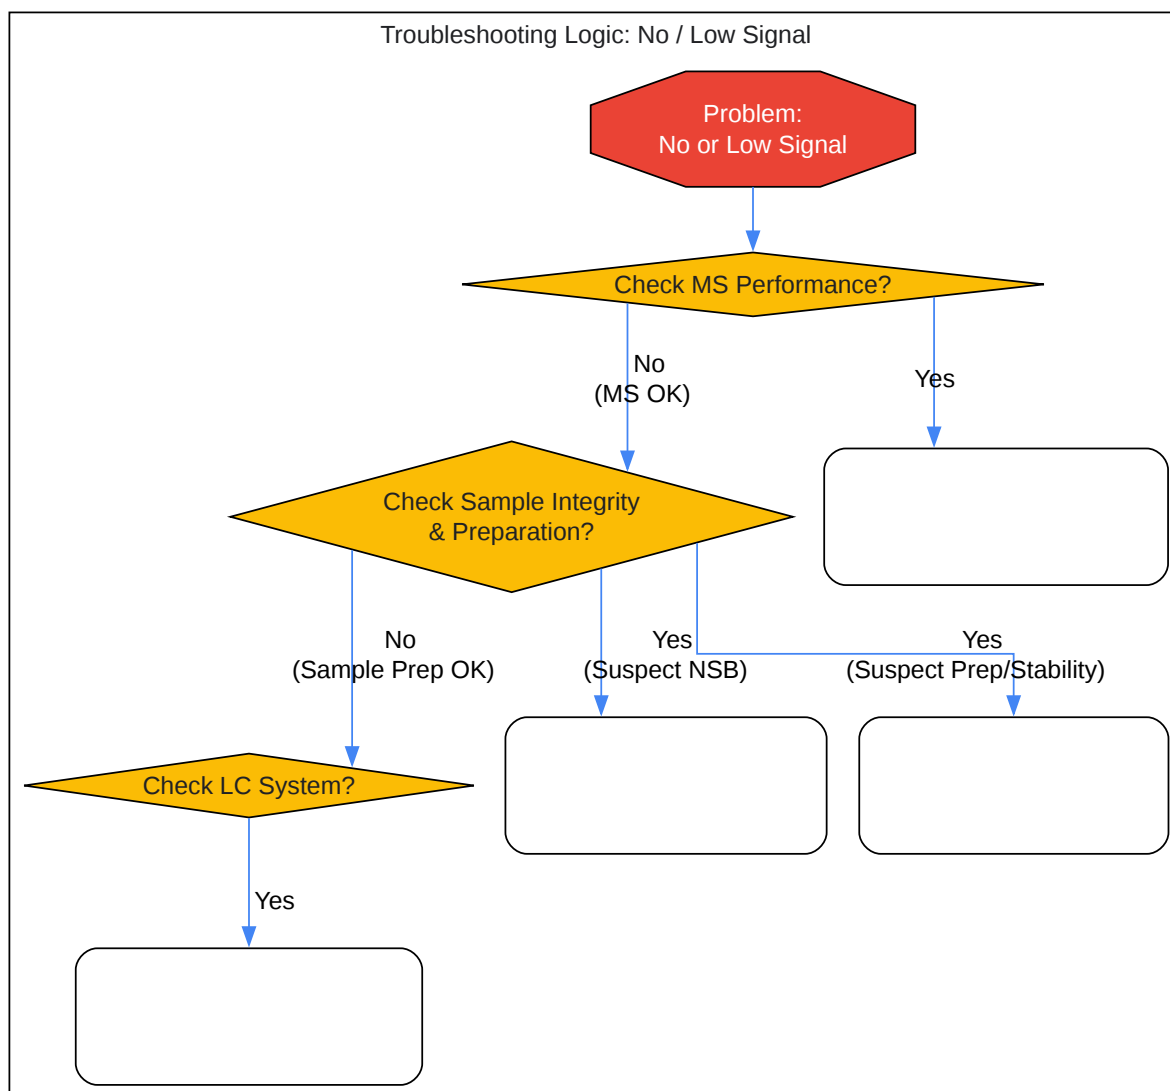 Troubleshooting Logic: No / Low Signal
Problem:
No or Low Signal
Check MS Performance?
No
(MS OK)
Yes
Check Sample Integrity
& Preparation?
No
(Sample Prep OK)
Yes
(Suspect NSB)
Yes
(Suspect Prep/Stability)
Check LC System?
Yes